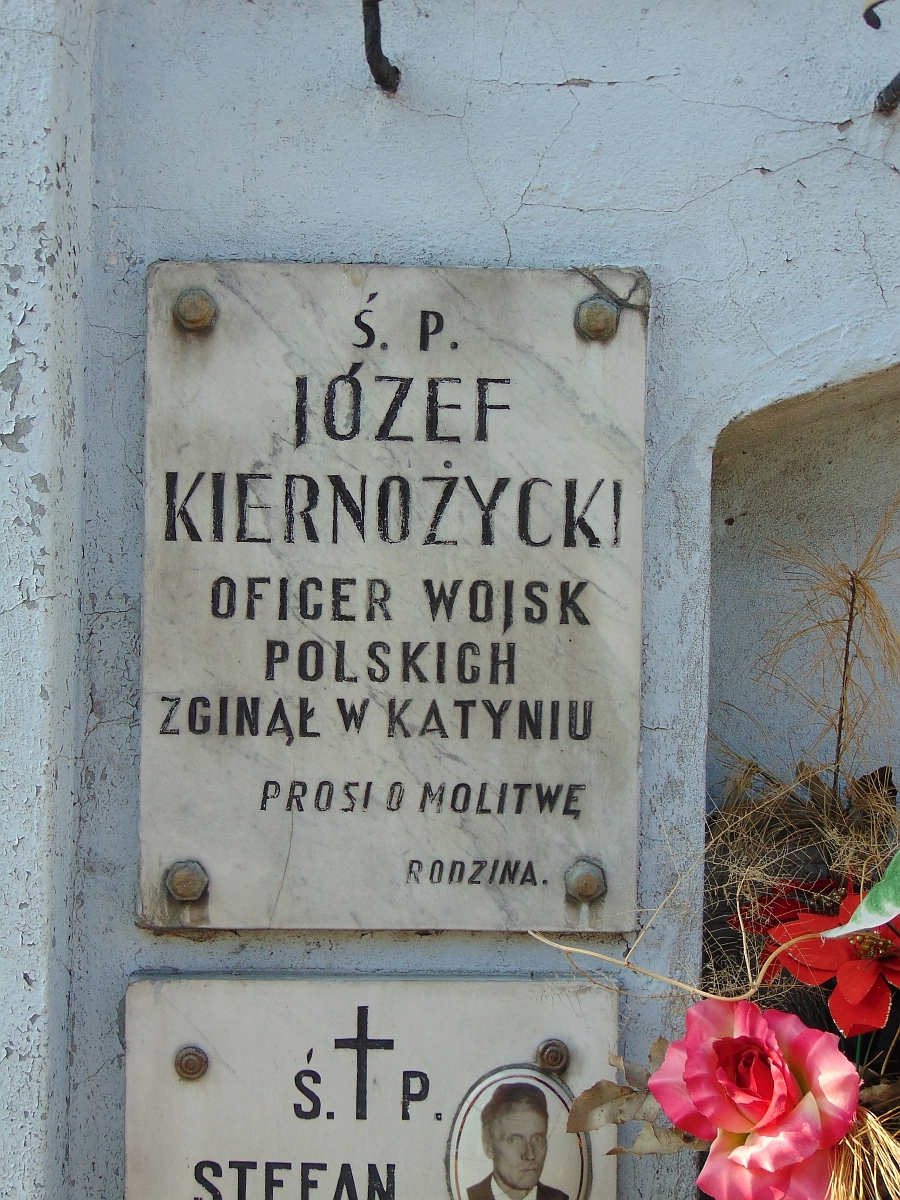 Ś. P.
JÓZEF
KIERNOŻYCKI
OFICER WOJSK
POLSKICH
ZGINĄŁ W KATYNIU
PROSI O MOLITWĘ
RODZINA.
Ś. P.
STEFAN